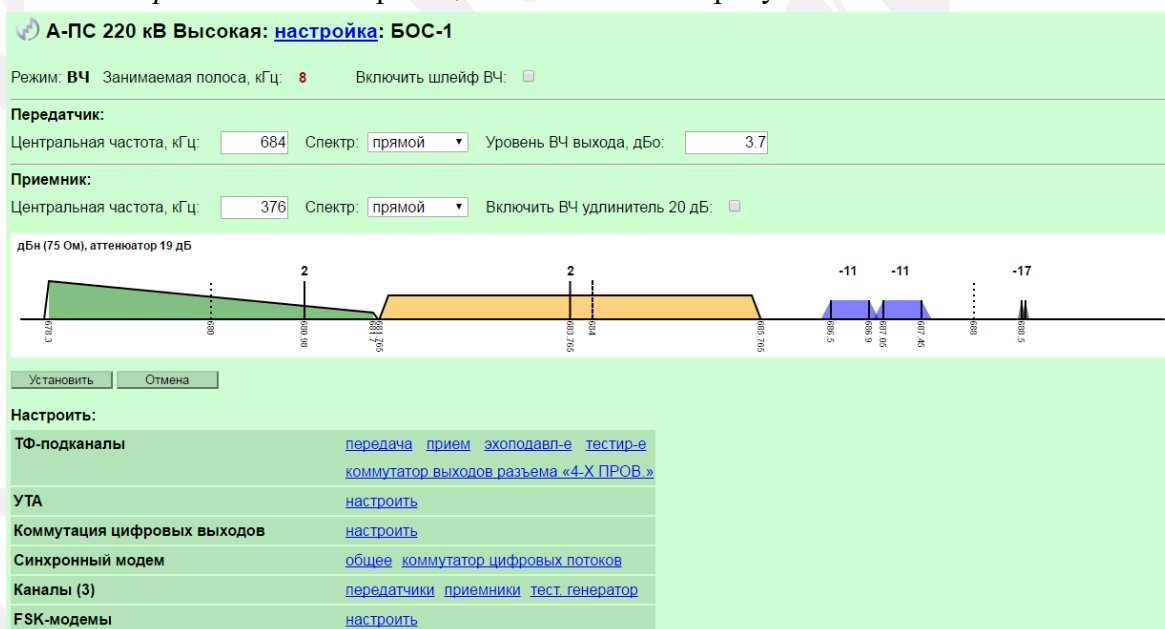 А-ПС 220 кВ Высокая: настройка: БОС-1
Режим: ВЧ Занимаемая полоса, кГц: 8 Включить шлейф ВЧ:
Передатчик:
Центральная частота, кГц: 684 Спектр: прямой Уровень ВЧ выхода, дБо: 3.7
Приемник:
Центральная частота, кГц: 376 Спектр: прямой Включить ВЧ удлинитель 20 дБ:
дБн (75 Ом), аттенюатор 19 дБ
2 2 -11 -11 -17
678.3 680 680.98 681.7 681.765 683.765 684 685.765 686.5 686.9 687.05 687.45 688 688.5
Установить Отмена
Настроить:
ТФ-подканалы передача прием эхоподавл-е тестир-е
коммутатор выходов разъема «4-Х ПРОВ.»
УТА настроить
Коммутация цифровых выходов настроить
Синхронный модем общее коммутатор цифровых потоков
Каналы (3) передатчики приемники тест. генератор
FSK-модемы настроить